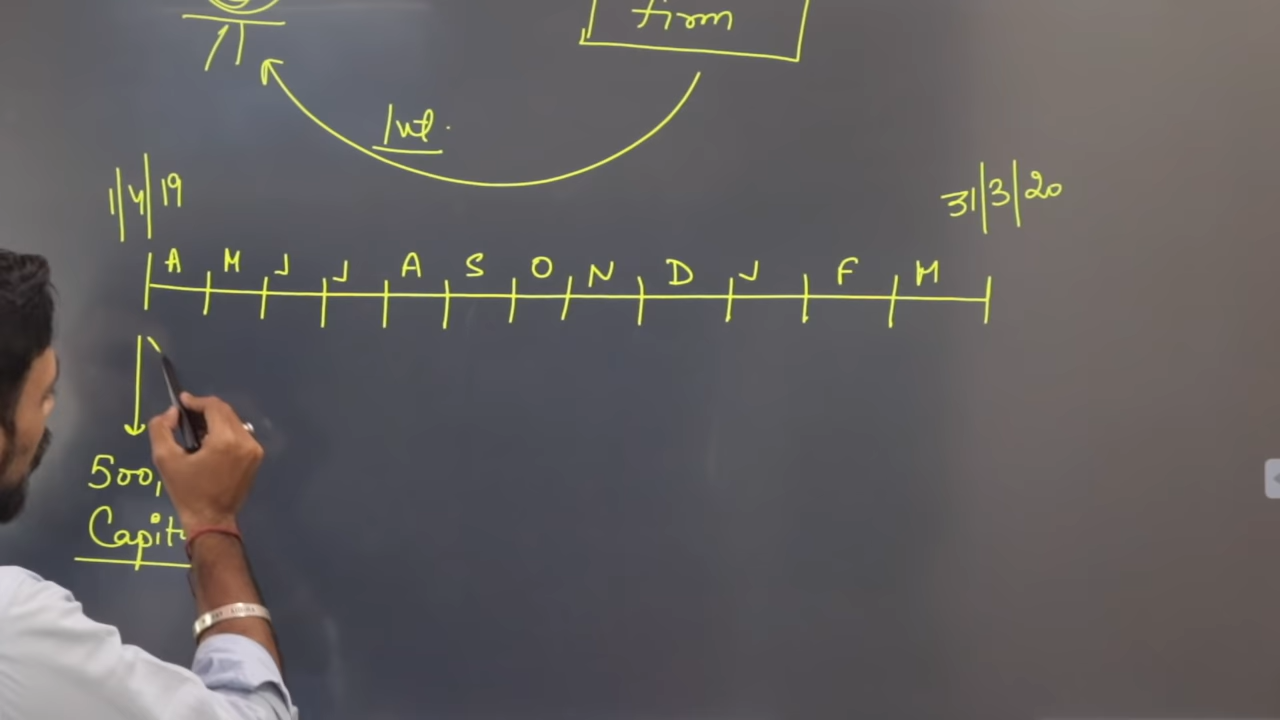 firm
Int.
1|4|19
31|3|20
A M J J A S O N D J F M
500,
Capit